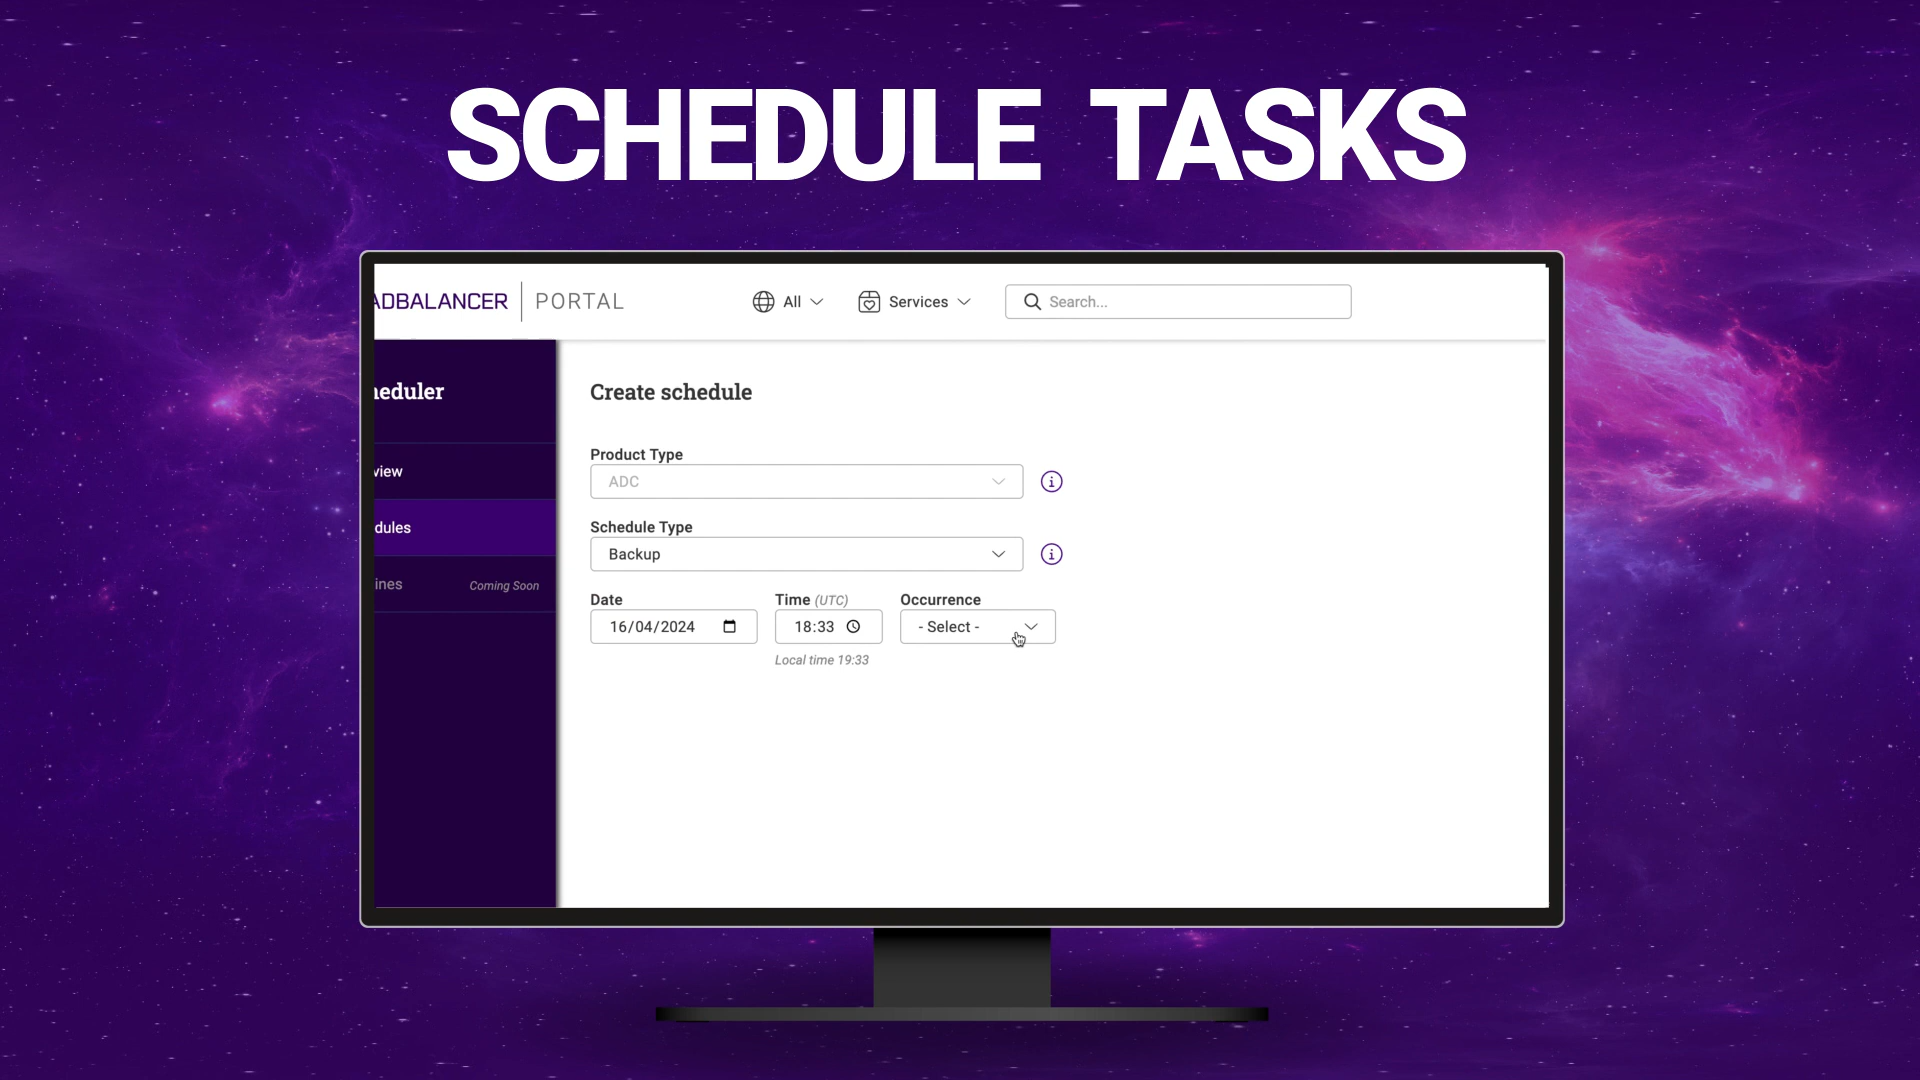 SCHEDULE TASKS
ADBALANCER PORTAL
All
Services
Search...
heduler
view
dules
ines Coming Soon
Create schedule
Product Type
ADC
Schedule Type
Backup
Date Time (UTC) Occurrence
16/04/2024 18:33 - Select -
Local time 19:33